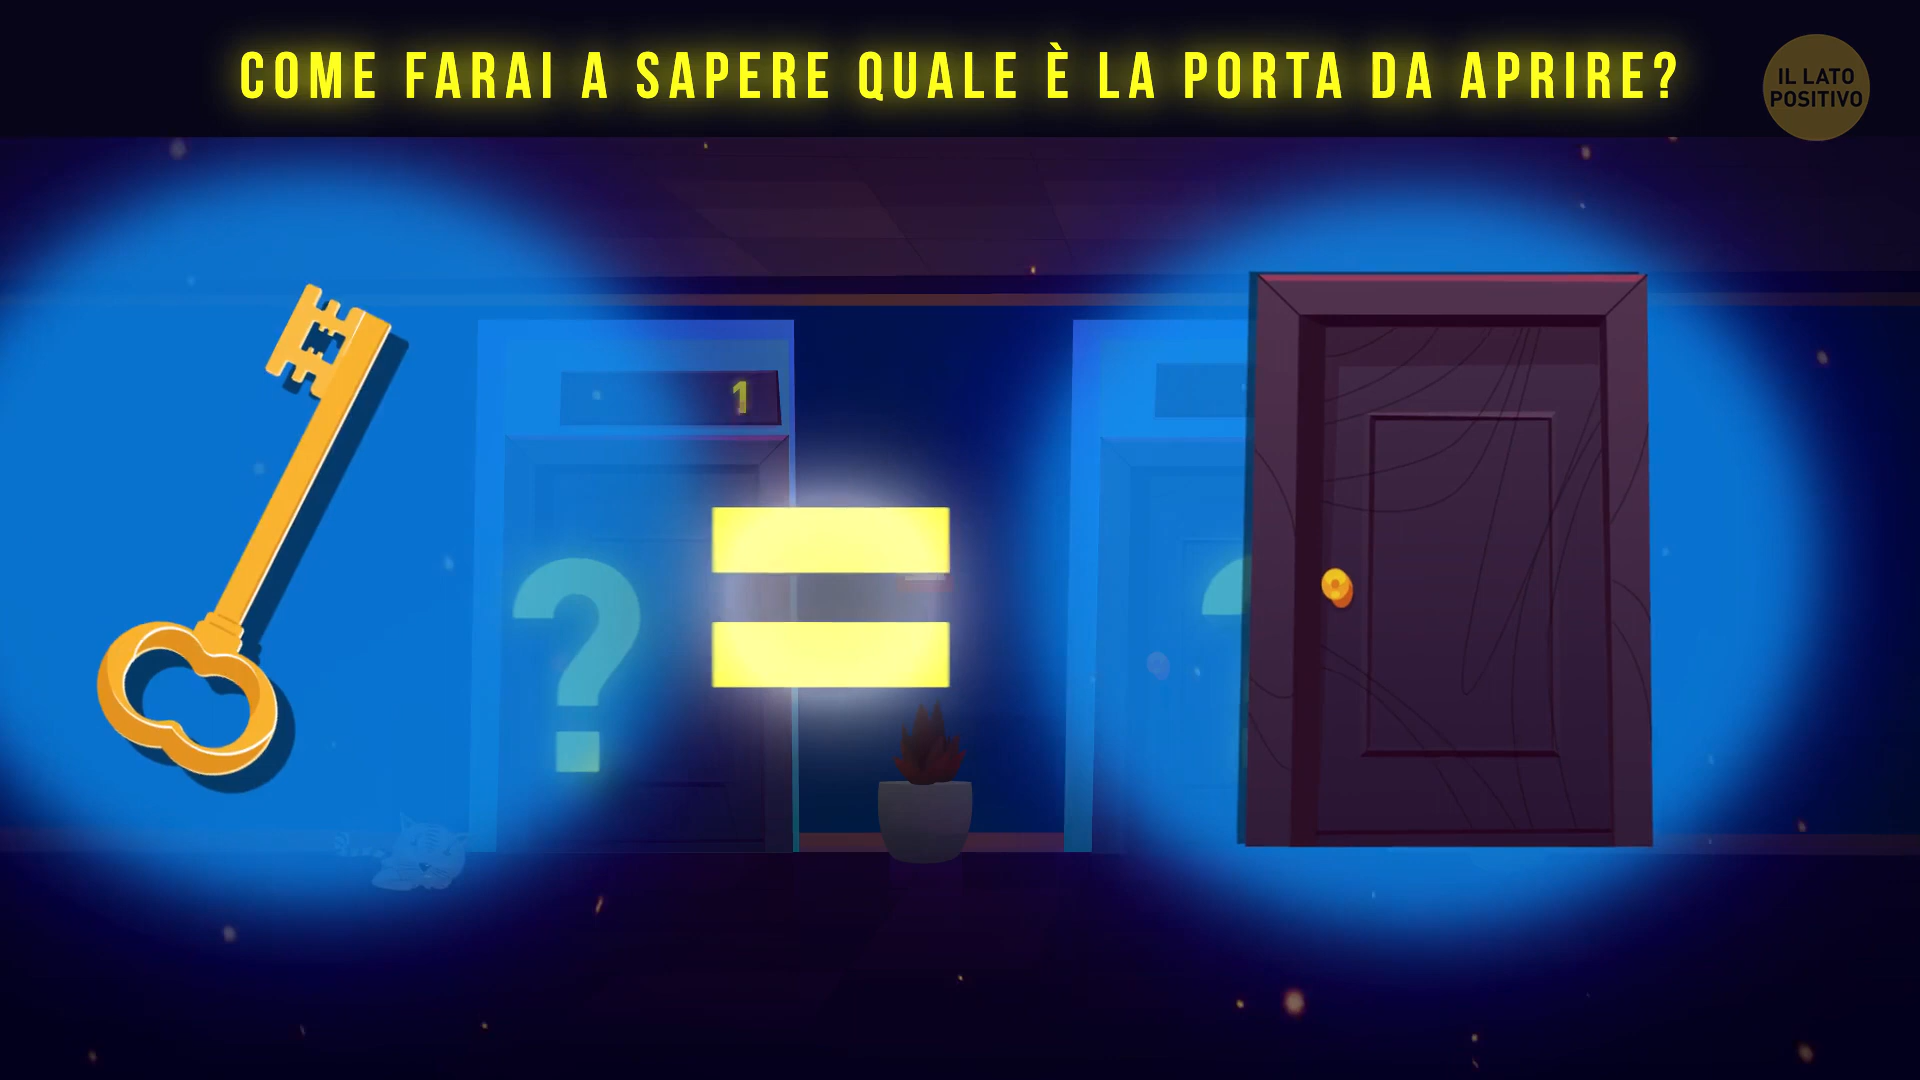 COME FARAI A SAPERE QUALE È LA PORTA DA APRIRE?
IL LATO
POSITIVO
1
?